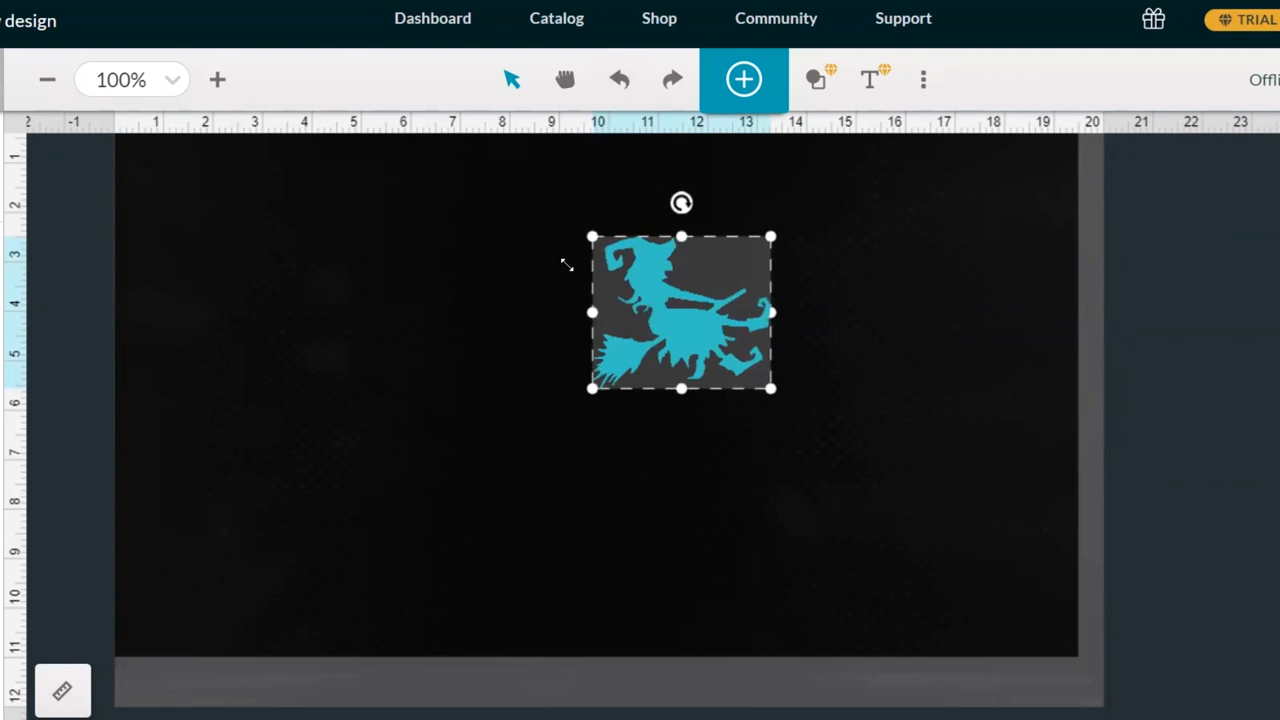 design
Dashboard Catalog Shop Community Support
TRIAL
100%
T
Offli
2 -1 1 2 3 4 5 6 7 8 9 10 11 12 13 14 15 16 17 18 19 20 21 22 23
1
2
3
4
5
6
7
8
9
10
11
12